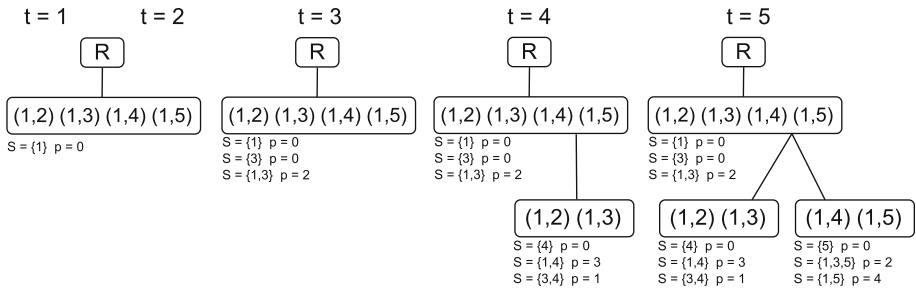 t = 1 t = 2 t = 3 t = 4 t = 5
R R R R
(1,2) (1,3) (1,4) (1,5) (1,2) (1,3) (1,4) (1,5) (1,2) (1,3) (1,4) (1,5) (1,2) (1,3) (1,4) (1,5)
S = {1} p = 0 S = {1} p = 0 S = {1} p = 0 S = {1} p = 0
S = {3} p = 0 S = {3} p = 0 S = {3} p = 0
S = {1,3} p = 2 S = {1,3} p = 2 S = {1,3} p = 2
(1,2) (1,3) (1,2) (1,3) (1,4) (1,5)
S = {4} p = 0 S = {4} p = 0 S = {5} p = 0
S = {1,4} p = 3 S = {1,4} p = 3 S = {1,3,5} p = 2
S = {3,4} p = 1 S = {3,4} p = 1 S = {1,5} p = 4